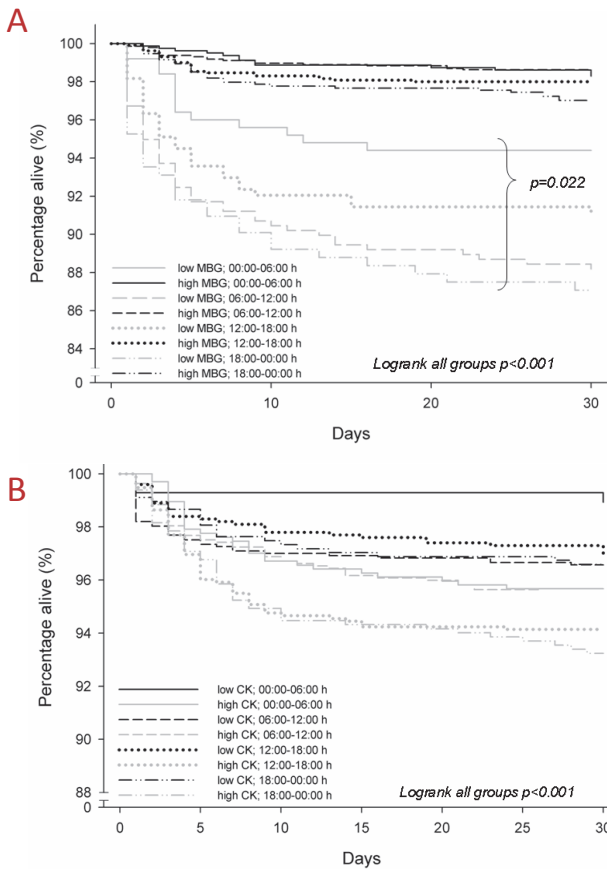 A
100
98
96
94
92
90
88
86
84
0
Percentage alive (%)
p=0.022
low MBG; 00:00-06:00 h
high MBG; 00:00-06:00 h
low MBG; 06:00-12:00 h
high MBG; 06:00-12:00 h
low MBG; 12:00-18:00 h
high MBG; 12:00-18:00 h
low MBG; 18:00-00:00 h
high MBG; 18:00-00:00 h
Logrank all groups p<0.001
0 10 20 30
Days
B
100
98
96
94
92
90
88
0
Percentage alive (%)
low CK; 00:00-06:00 h
high CK; 00:00-06:00 h
low CK; 06:00-12:00 h
high CK; 06:00-12:00 h
low CK; 12:00-18:00 h
high CK; 12:00-18:00 h
low CK; 18:00-00:00 h
high CK; 18:00-00:00 h
Logrank all groups p<0.001
0 5 10 15 20 25 30
Days